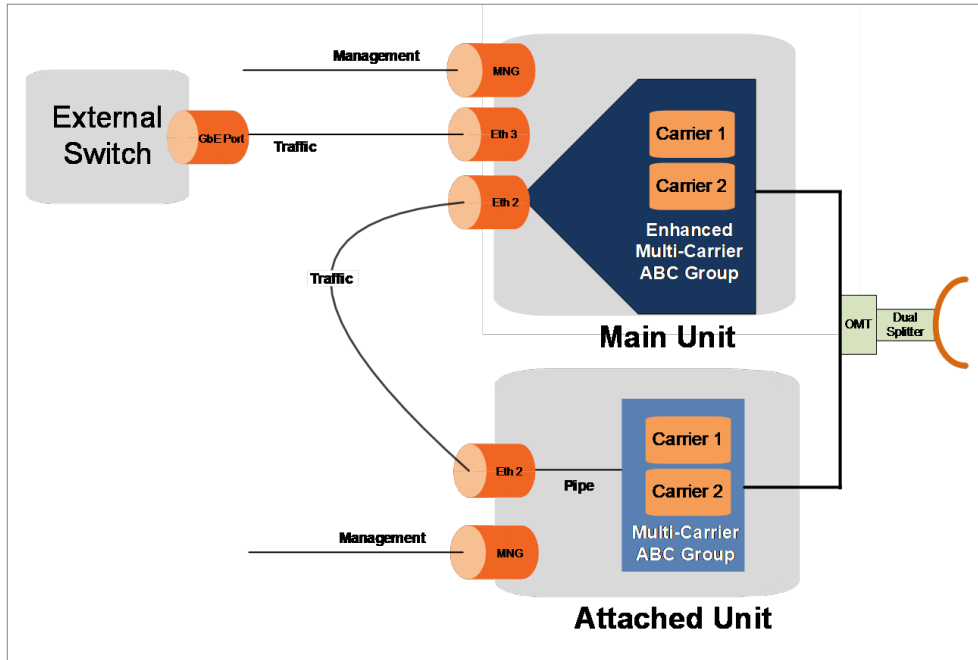 Management
MNG
External
Switch
GbE Port
Traffic
Eth 3
Eth 2
Carrier 1
Carrier 2
Enhanced
Multi-Carrier
ABC Group
Traffic
Main Unit
OMT
Dual
Splitter
Eth 2
Pipe
Carrier 1
Carrier 2
Multi-Carrier
ABC Group
Management
MNG
Attached Unit